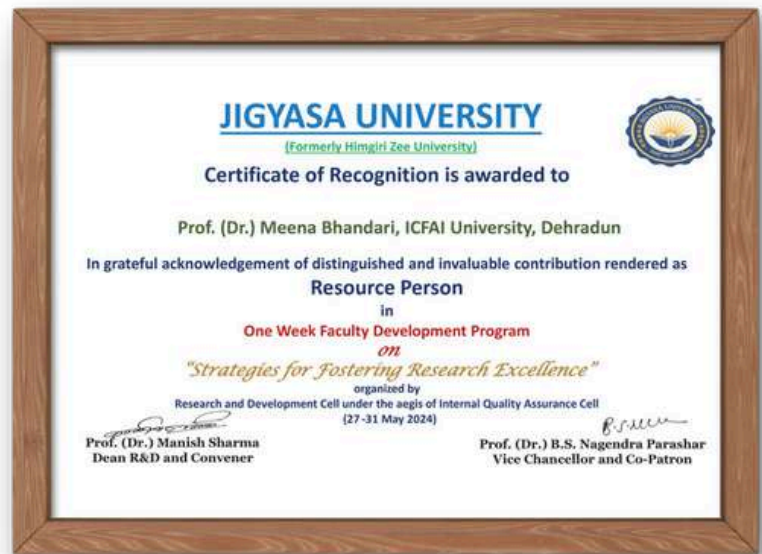 JIGYASA UNIVERSITY
(Formerly Himgiri Zee University)
Certificate of Recognition is awarded to
Prof. (Dr.) Meena Bhandari, ICFAI University, Dehradun
In grateful acknowledgement of distinguished and invaluable contribution rendered as
Resource Person
in
One Week Faculty Development Program
on
"Strategies for Fostering Research Excellence"
organized by
Research and Development Cell under the aegis of Internal Quality Assurance Cell
(27-31 May 2024)
Prof. (Dr.) Manish Sharma
Dean R&D and Convener
Prof. (Dr.) B.S. Nagendra Parashar
Vice Chancellor and Co-Patron
JIGYASA UNIVERSITY